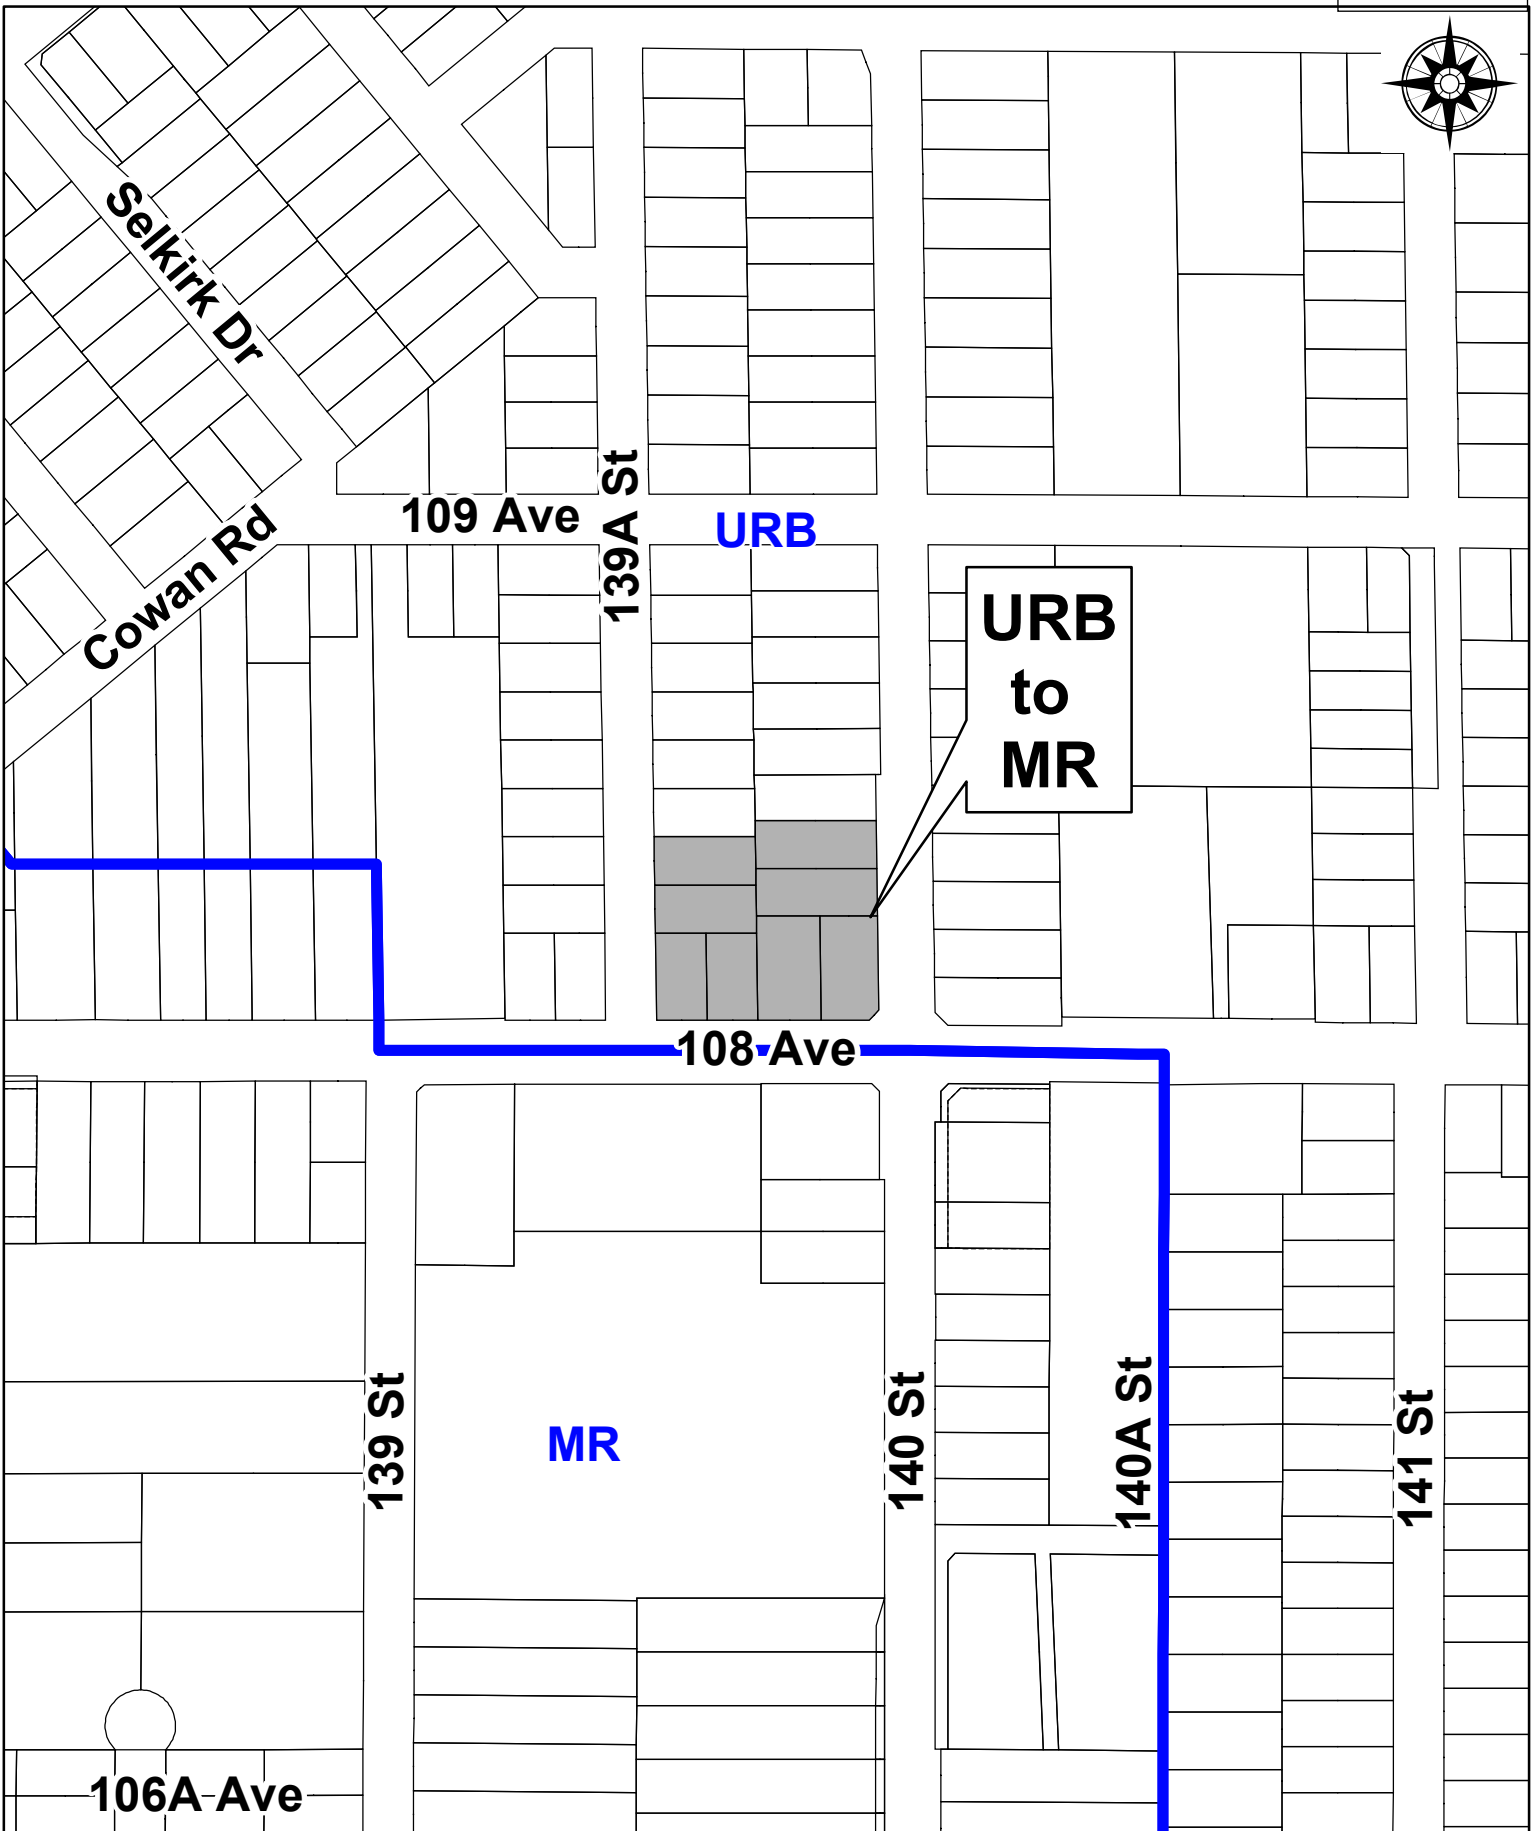 Selkirk Dr
109 Ave
139A St
URB
Cowan Rd
URB
to
MR
108 Ave
139 St
MR
140 St
140A St
141 St
106A Ave